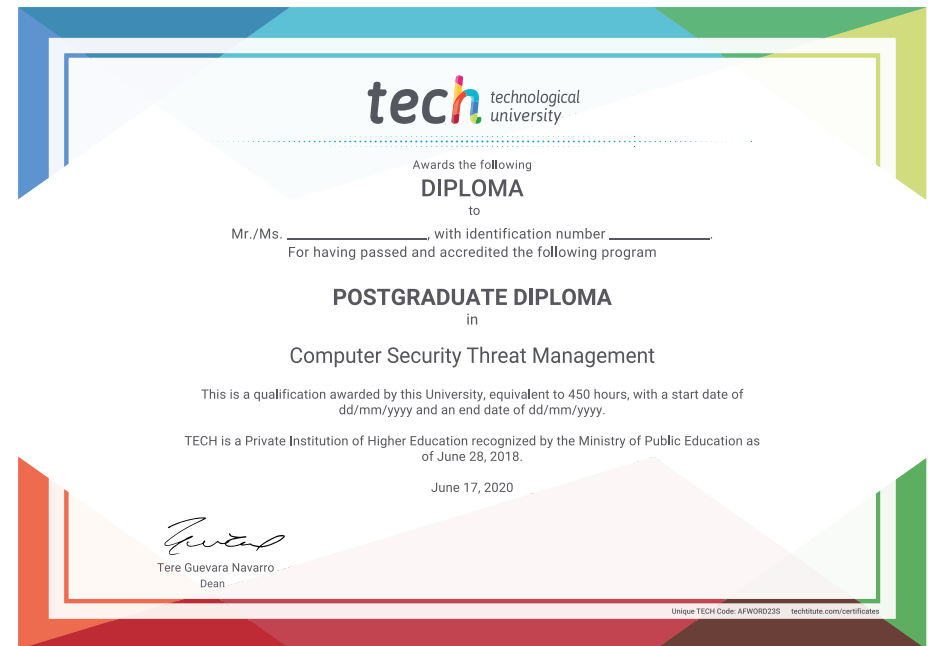 tech technological
university
Awards the following
DIPLOMA
to
Mr./Ms. ____________________, with identification number ______________.
For having passed and accredited the following program
POSTGRADUATE DIPLOMA
in
Computer Security Threat Management
This is a qualification awarded by this University, equivalent to 450 hours, with a start date of
dd/mm/yyyy and an end date of dd/mm/yyyy.
TECH is a Private Institution of Higher Education recognized by the Ministry of Public Education as
of June 28, 2018.
June 17, 2020
Tere Guevara Navarro
Dean
Unique TECH Code: AFWORD23S techtitute.com/certificates